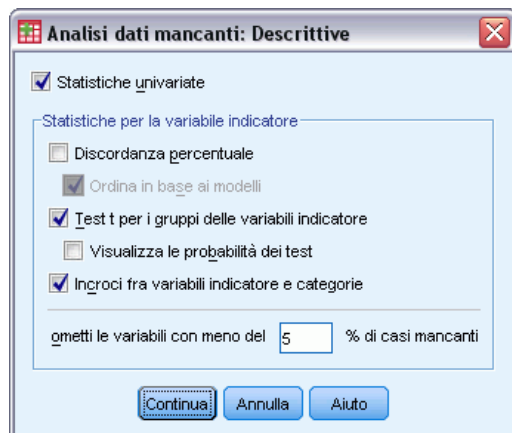 Analisi dati mancanti: Descrittive
Statistiche univariate
Statistiche per la variabile indicatore
Discordanza percentuale
Ordina in base ai modelli
Test t per i gruppi delle variabili indicatore
Visualizza le probabilità dei test
Incroci fra variabili indicatore e categorie
ometti le variabili con meno del 5 % di casi mancanti
Continua Annulla Aiuto